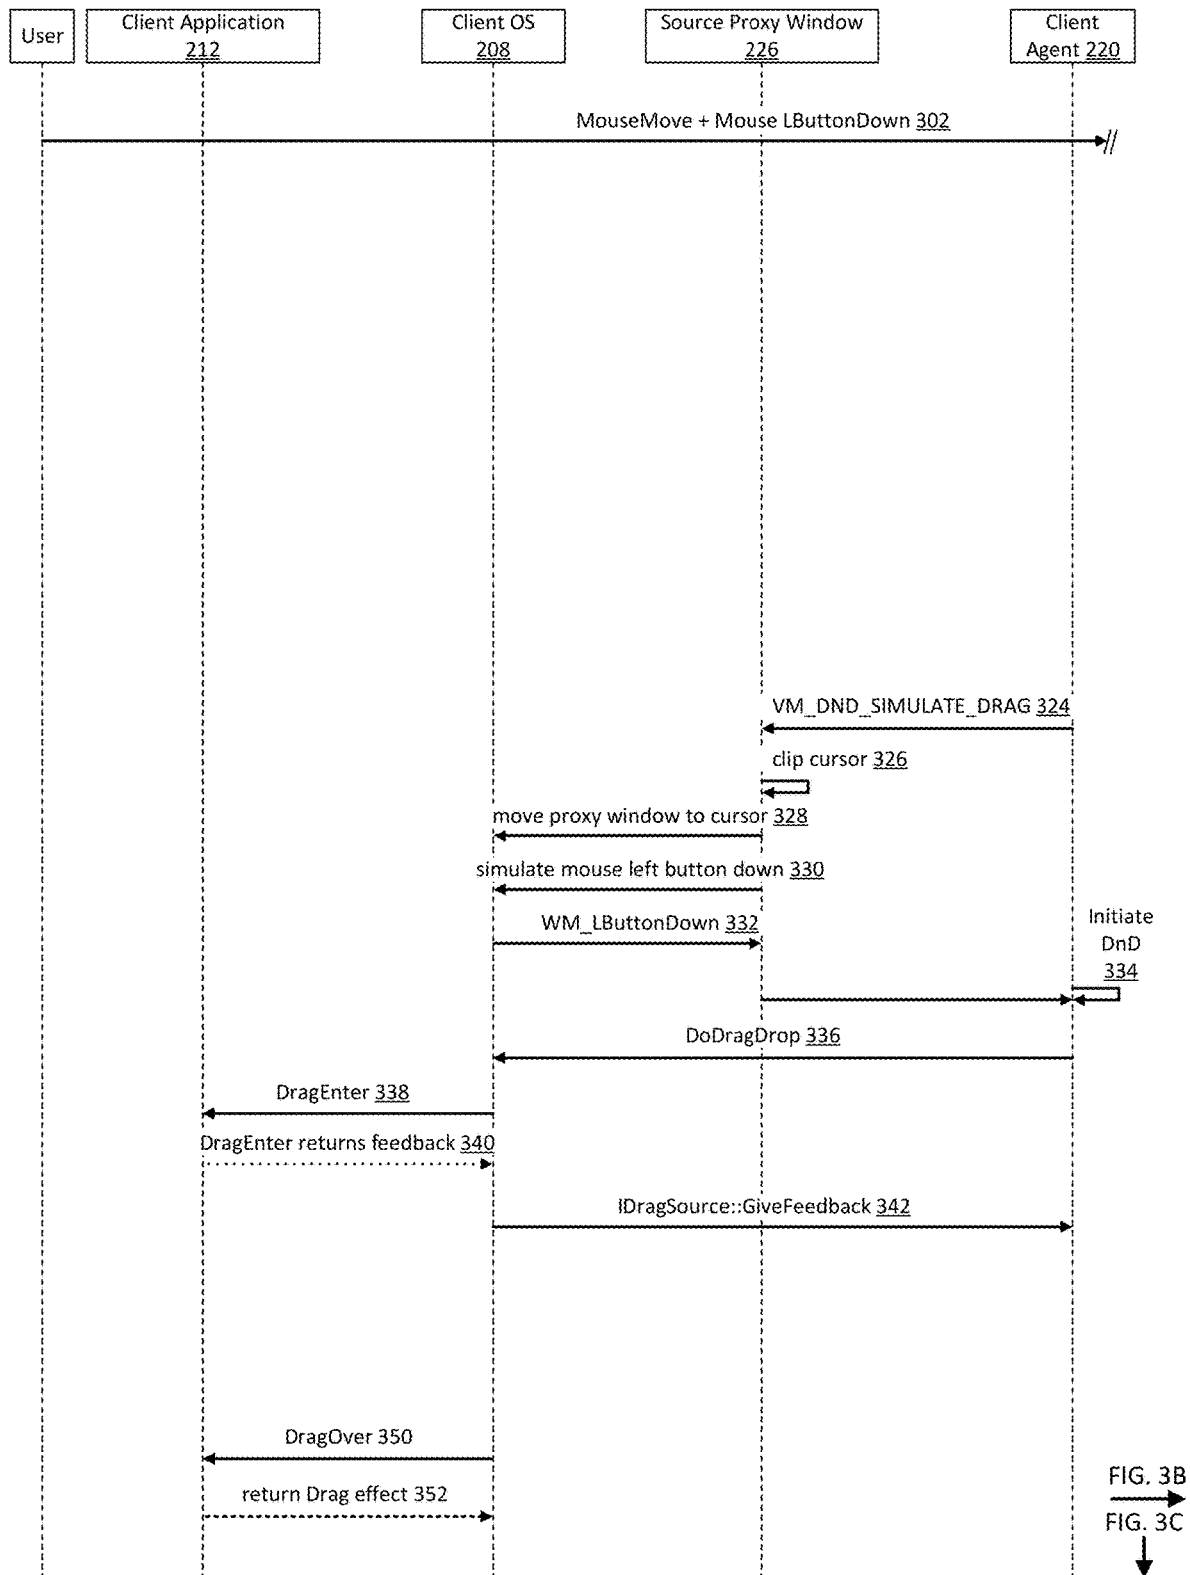 User
Client Application
212
Client OS
208
Source Proxy Window
226
Client
Agent 220
MouseMove + Mouse LButtonDown 302
VM_DND_SIMULATE_DRAG 324
clip cursor 326
move proxy window to cursor 328
simulate mouse left button down 330
WM_LButtonDown 332
Initiate
DnD
334
DoDragDrop 336
DragEnter 338
DragEnter returns feedback 340
IDragSource::GiveFeedback 342
DragOver 350
return Drag effect 352
FIG. 3B
FIG. 3C